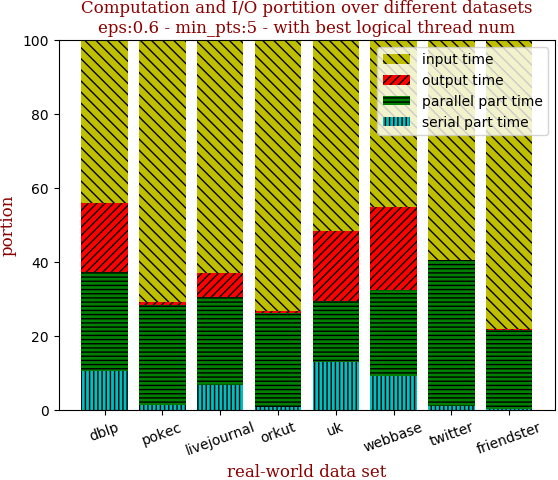 Computation and I/O portion over different datasets
eps:0.6 - min_pts:5 - with best logical thread num
100
80
60
40
20
0
portion
input time
output time
parallel part time
serial part time
dblp
pokec
livejournal
orkut
uk
webbase
twitter
friendster
real-world data set